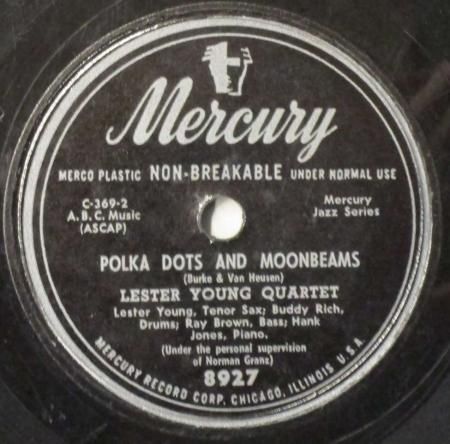 Mercury
MERCO PLASTIC NON-BREAKABLE UNDER NORMAL USE
C-369-2
A.B.C. Music
(ASCAP)
Mercury
Jazz Series
POLKA DOTS AND MOONBEAMS
(Burke & Van Heusen)
LESTER YOUNG QUARTET
Lester Young, Tenor Sax; Buddy Rich,
Drums; Ray Brown, Bass; Hank
Jones, Piano.
(Under the personal supervision
of Norman Granz)
8927
MERCURY RECORD CORP. CHICAGO, ILLINOIS U.S.A.